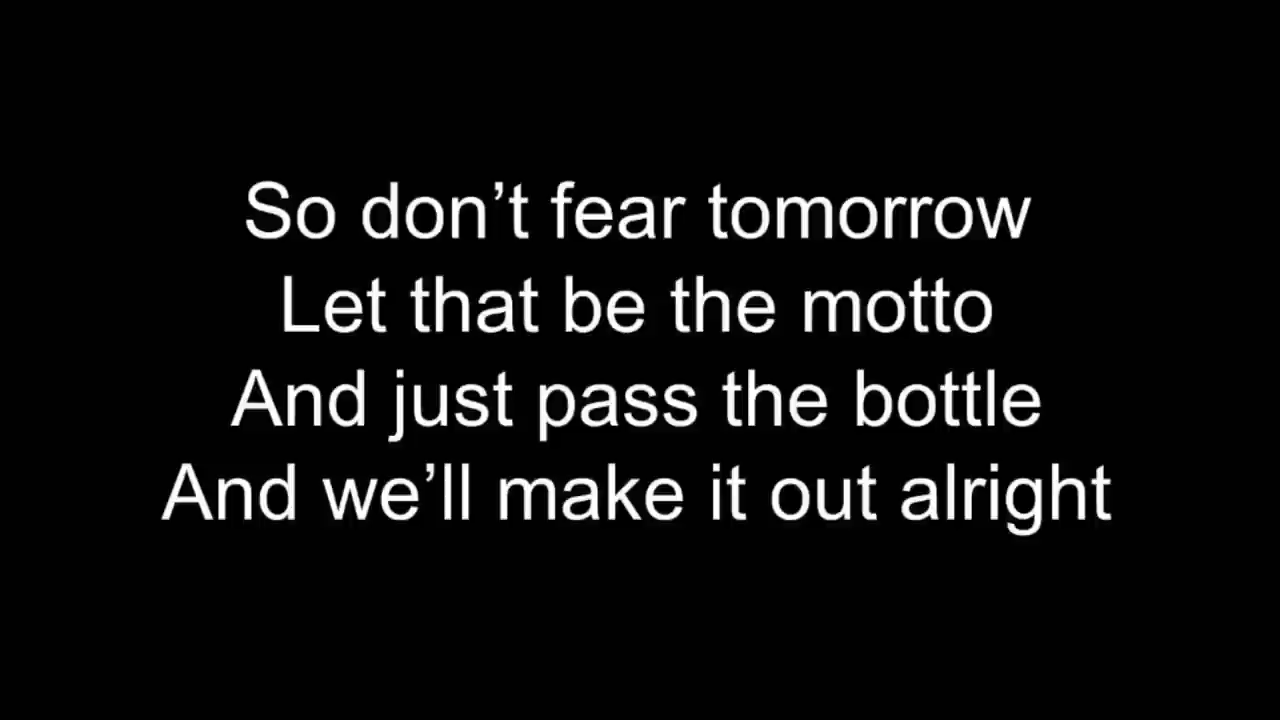 So don’t fear tomorrow
Let that be the motto
And just pass the bottle
And we’ll make it out alright